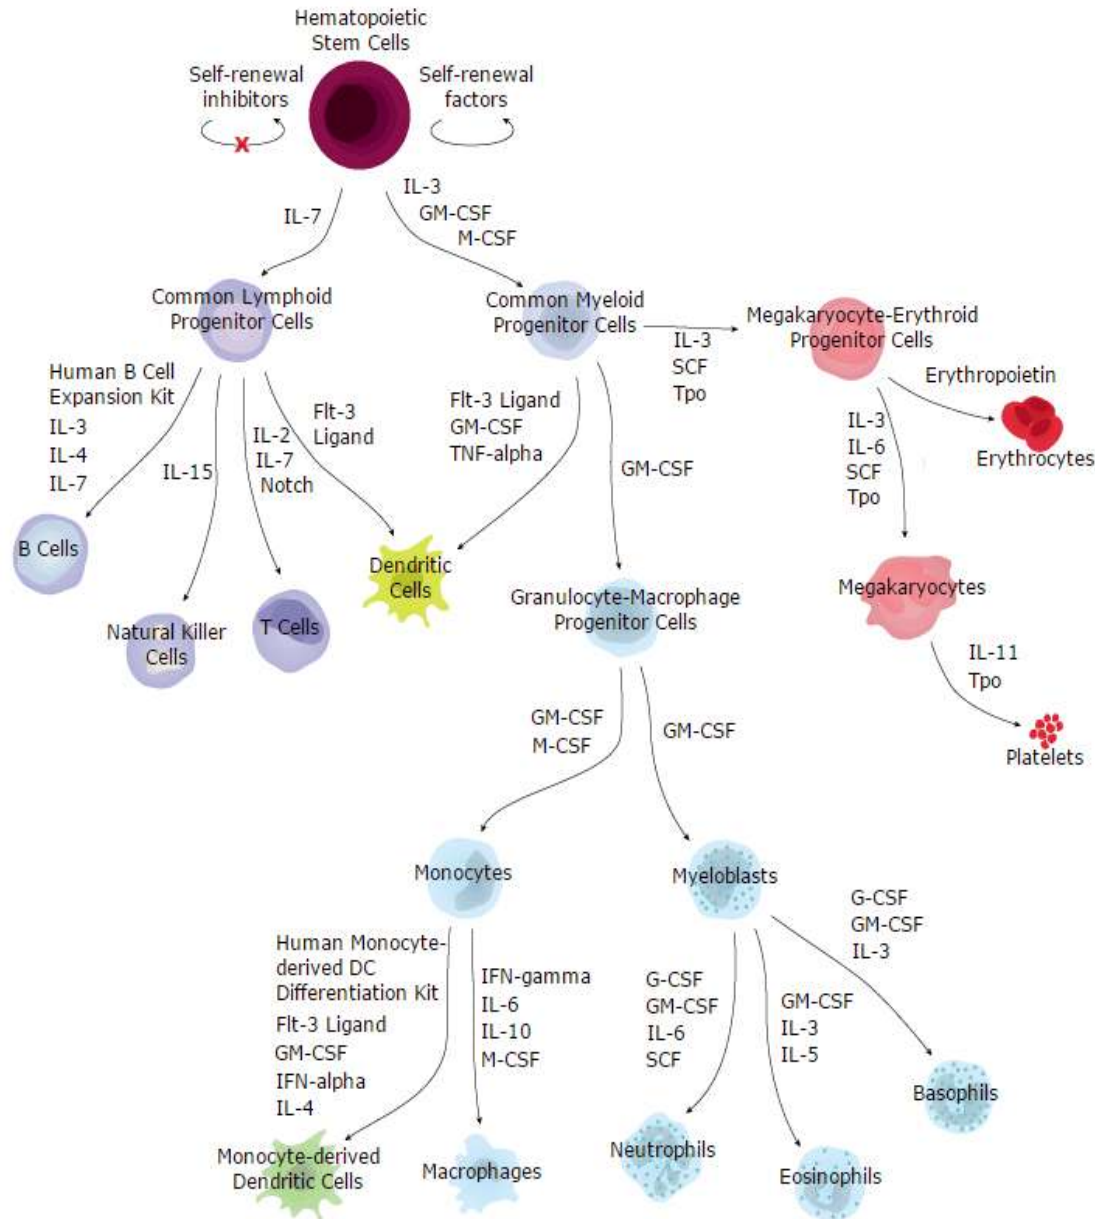 Hematopoietic
Stem Cells
Self-renewal
inhibitors
X
Self-renewal
factors
IL-7
IL-3
GM-CSF
M-CSF
Common Lymphoid
Progenitor Cells
Common Myeloid
Progenitor Cells
Megakaryocyte-Erythroid
Progenitor Cells
IL-3
SCF
Tpo
Human B Cell
Expansion Kit
IL-3
IL-4
IL-7
IL-15
IL-2
IL-7
Notch
Flt-3
Ligand
Flt-3 Ligand
GM-CSF
TNF-alpha
GM-CSF
Erythropoietin
Erythrocytes
IL-3
IL-6
SCF
Tpo
B Cells
Natural Killer
Cells
T Cells
Dendritic
Cells
Granulocyte-Macrophage
Progenitor Cells
Megakaryocytes
IL-11
Tpo
Platelets
GM-CSF
M-CSF
GM-CSF
Monocytes
Myeloblasts
Human Monocyte-
derived DC
Differentiation Kit
Flt-3 Ligand
GM-CSF
IFN-alpha
IL-4
IFN-gamma
IL-6
IL-10
M-CSF
G-CSF
GM-CSF
IL-6
SCF
GM-CSF
IL-3
IL-5
G-CSF
GM-CSF
IL-3
Monocyte-derived
Dendritic Cells
Macrophages
Neutrophils
Eosinophils
Basophils